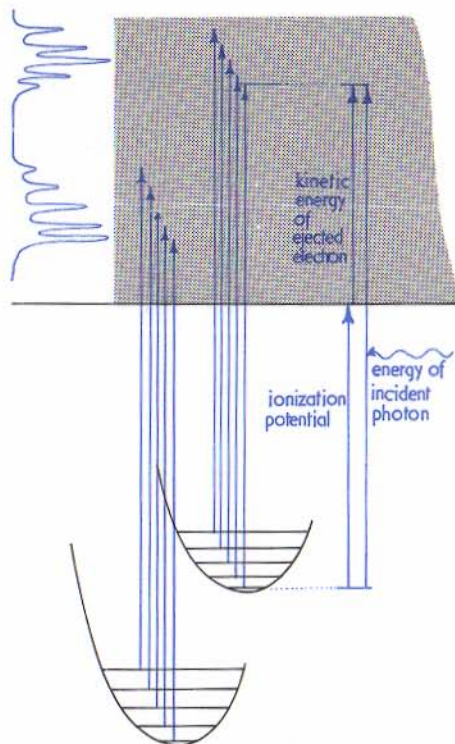 kinetic
energy
of
ejected
electron
energy of
incident
photon
ionization
potential